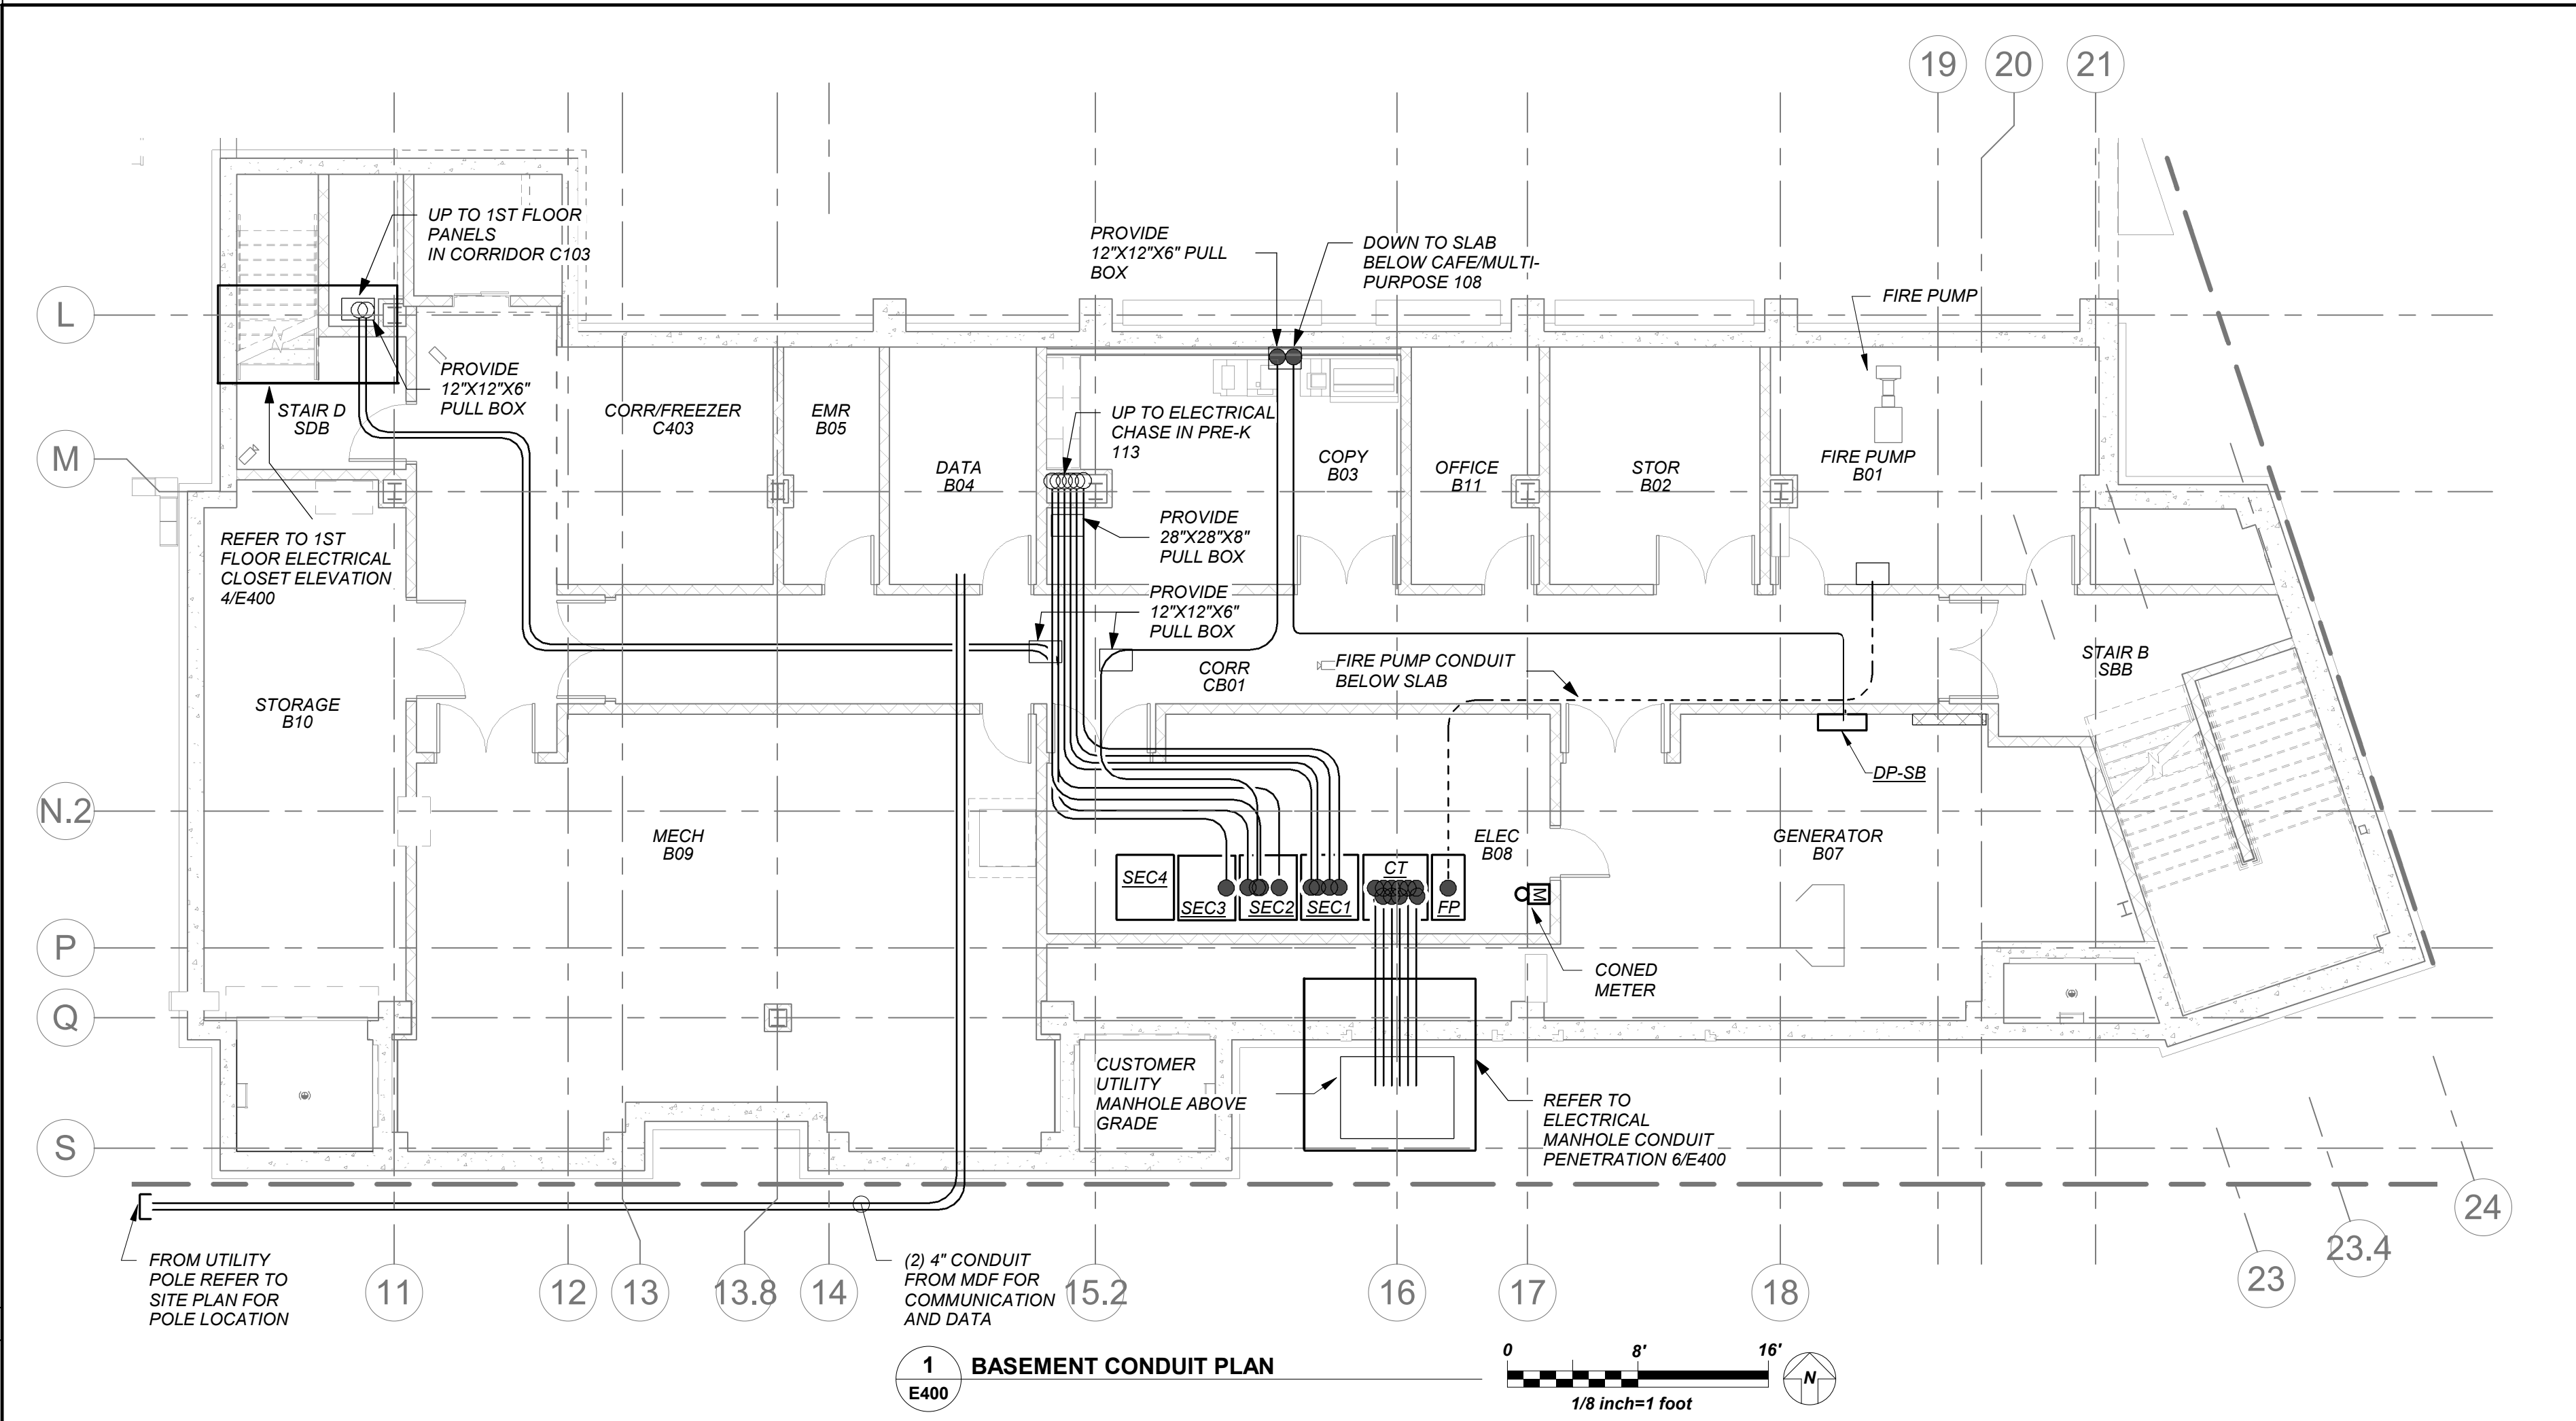 19
20
21
UP TO 1ST FLOOR
PANELS
IN CORRIDOR C103
PROVIDE
12"X12"X6" PULL
BOX
DOWN TO SLAB
BELOW CAFE/MULTI-
PURPOSE 108
FIRE PUMP
L
PROVIDE
12"X12"X6"
PULL BOX
STAIR D
SDB
CORR/FREEZER
C403
EMR
B05
UP TO ELECTRICAL
CHASE IN PRE-K
113
M
DATA
B04
COPY
B03
OFFICE
B11
STOR
B02
FIRE PUMP
B01
REFER TO 1ST
FLOOR ELECTRICAL
CLOSET ELEVATION
4/E400
PROVIDE
28"X28"X8"
PULL BOX
PROVIDE
12"X12"X6"
PULL BOX
CORR
CB01
FIRE PUMP CONDUIT
BELOW SLAB
STAIR B
SBB
STORAGE
B10
DP-SB
N.2
MECH
B09
ELEC
B08
GENERATOR
B07
SEC4
SEC3
SEC2
SEC1
CT
FP
M
P
CONED
METER
Q
CUSTOMER
UTILITY
MANHOLE ABOVE
GRADE
REFER TO
ELECTRICAL
MANHOLE CONDUIT
PENETRATION 6/E400
S
FROM UTILITY
POLE REFER TO
SITE PLAN FOR
POLE LOCATION
(2) 4" CONDUIT
FROM MDF FOR
COMMUNICATION
AND DATA
11
12
13
13.8
14
15.2
16
17
18
23
23.4
24
1
E400
BASEMENT CONDUIT PLAN
0 8' 16'
1/8 inch=1 foot
N